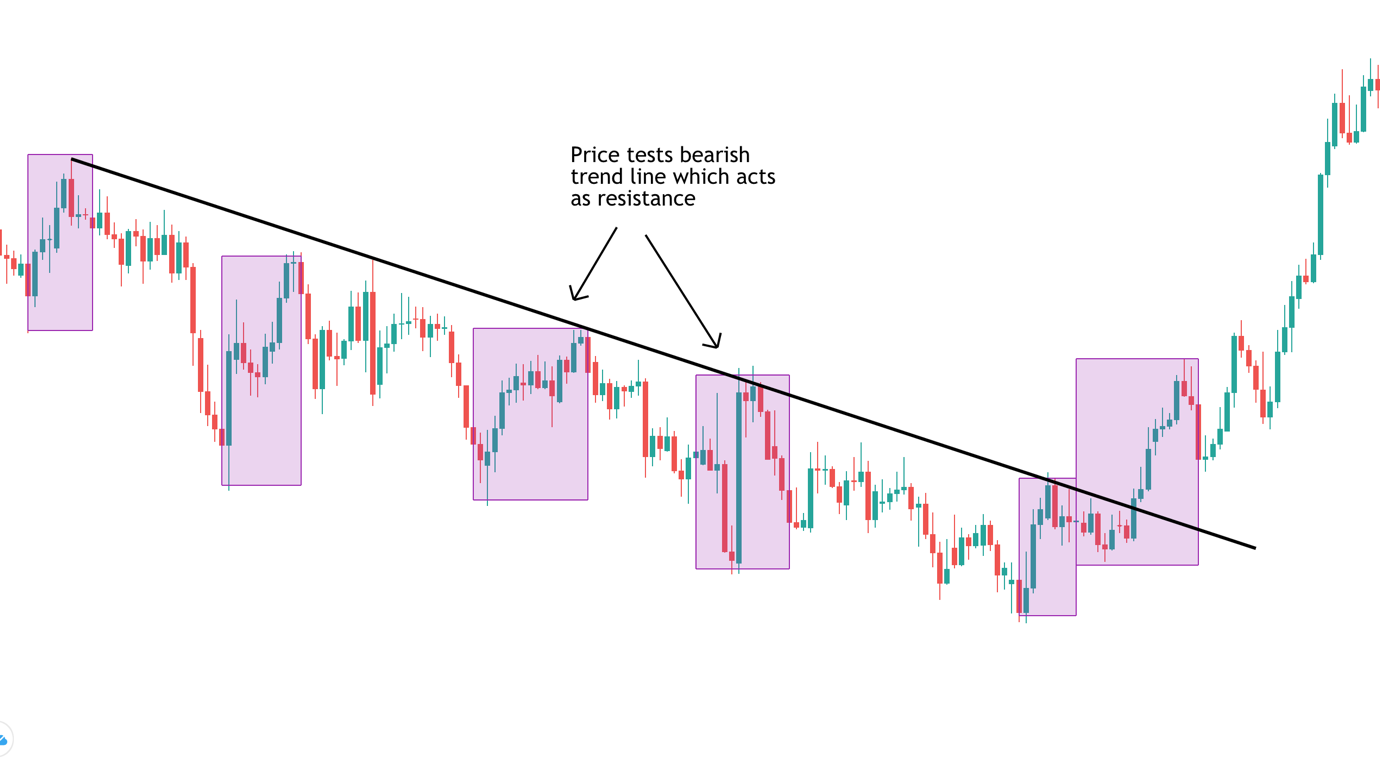 Price tests bearish
trend line which acts
as resistance